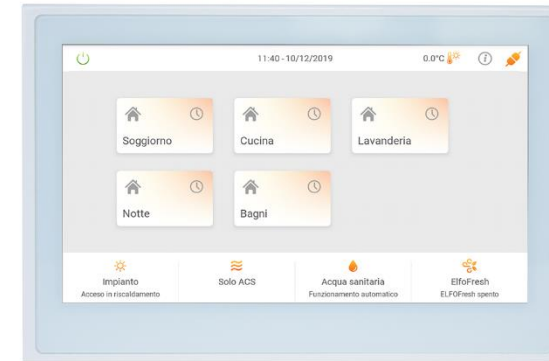 11:40 - 10/12/2019
0.0°C
i
Soggiorno
Cucina
Lavanderia
Notte
Bagni
Impianto
Acceso in riscaldamento
Solo ACS
Acqua sanitaria
Funzionamento automatico
ElfoFresh
ELFOFresh spento